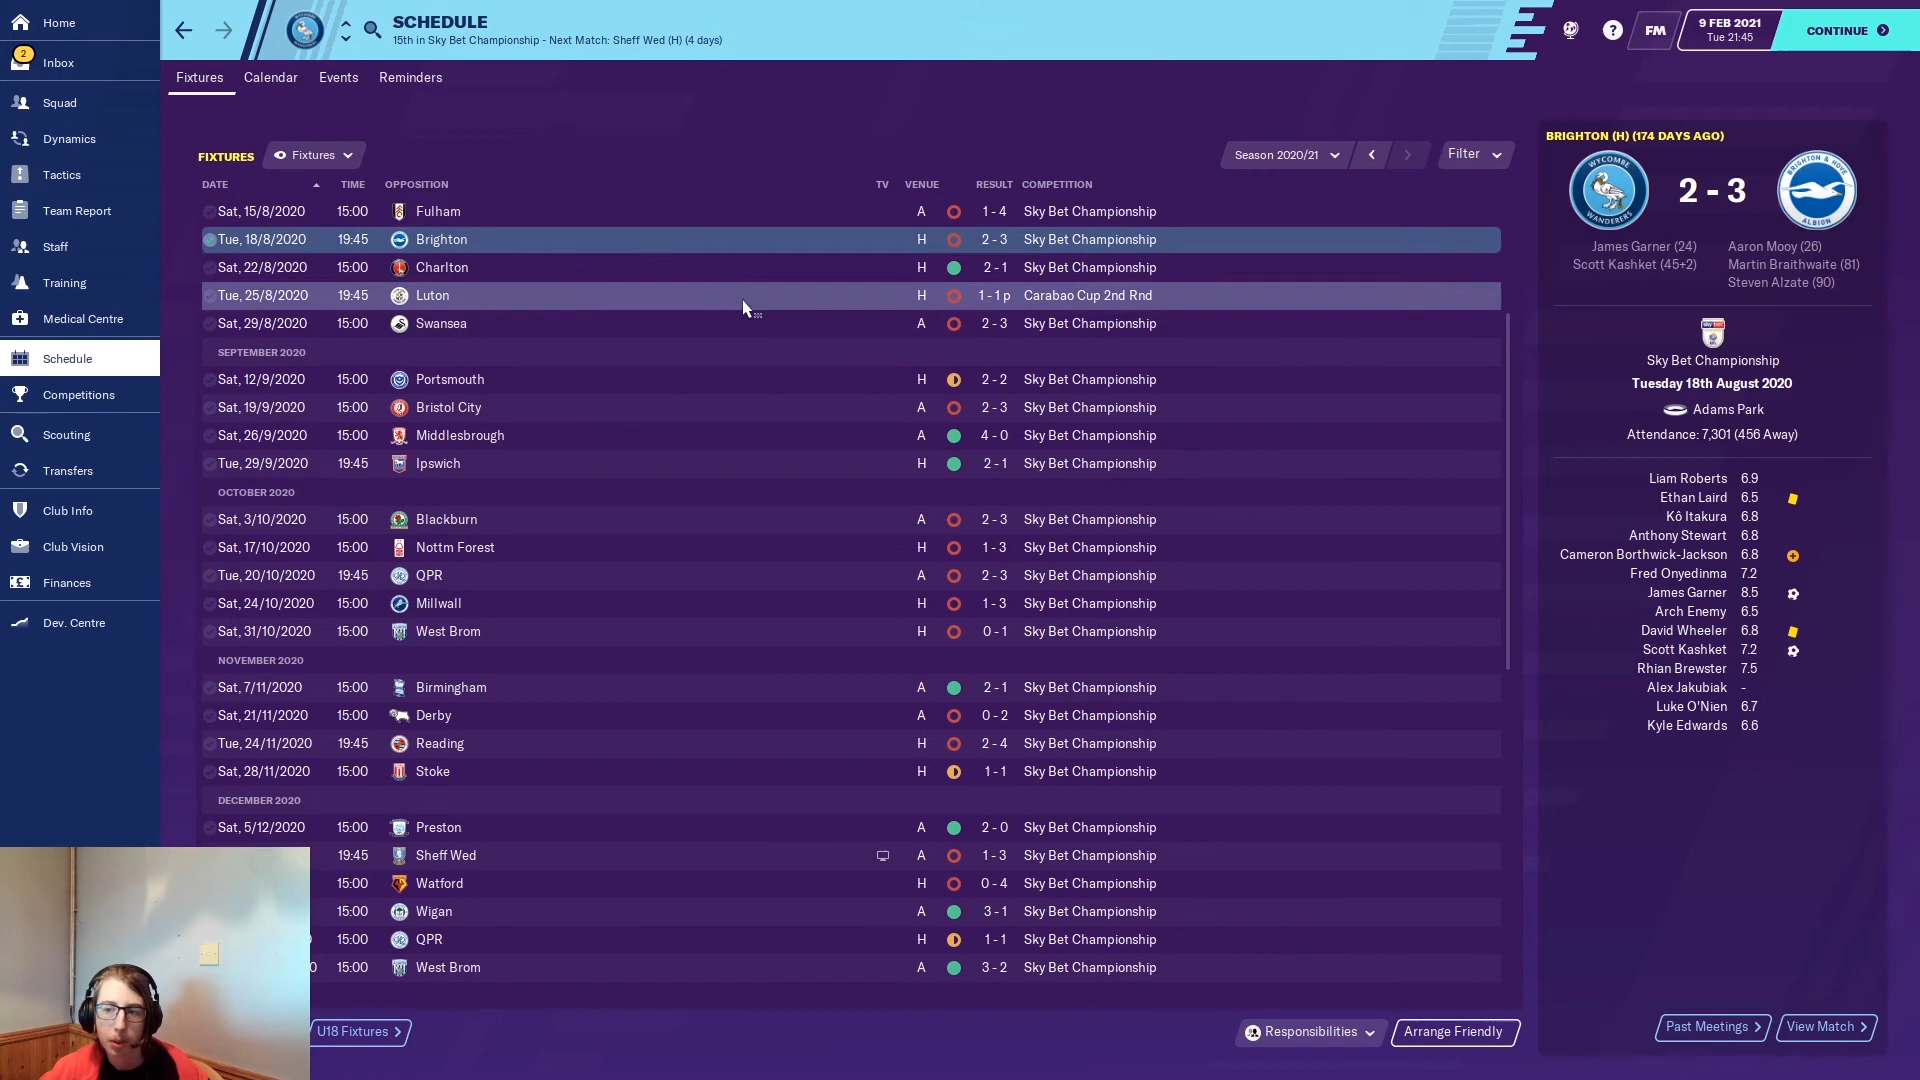 Home
2
Inbox
Squad
Dynamics
Tactics
Team Report
Staff
Training
Medical Centre
Schedule
Competitions
Scouting
Transfers
Club Info
Club Vision
Finances
Dev. Centre
SCHEDULE
15th in Sky Bet Championship - Next Match: Sheff Wed (H) (4 days)
?
FM
9 FEB 2021
Tue 21:45
CONTINUE
Fixtures Calendar Events Reminders
FIXTURES Fixtures Season 2020/21 Filter
DATE TIME OPPOSITION TV VENUE RESULT COMPETITION
Sat, 15/8/2020 15:00 Fulham A 1 - 4 Sky Bet Championship
Tue, 18/8/2020 19:45 Brighton H 2 - 3 Sky Bet Championship
Sat, 22/8/2020 15:00 Charlton H 2 - 1 Sky Bet Championship
Tue, 25/8/2020 19:45 Luton H 1 - 1 p Carabao Cup 2nd Rnd
Sat, 29/8/2020 15:00 Swansea A 2 - 3 Sky Bet Championship
SEPTEMBER 2020
Sat, 12/9/2020 15:00 Portsmouth H 2 - 2 Sky Bet Championship
Sat, 19/9/2020 15:00 Bristol City A 2 - 3 Sky Bet Championship
Sat, 26/9/2020 15:00 Middlesbrough A 4 - 0 Sky Bet Championship
Tue, 29/9/2020 19:45 Ipswich H 2 - 1 Sky Bet Championship
OCTOBER 2020
Sat, 3/10/2020 15:00 Blackburn A 2 - 3 Sky Bet Championship
Sat, 17/10/2020 15:00 Nottm Forest H 1 - 3 Sky Bet Championship
Tue, 20/10/2020 19:45 QPR A 2 - 3 Sky Bet Championship
Sat, 24/10/2020 15:00 Millwall H 1 - 3 Sky Bet Championship
Sat, 31/10/2020 15:00 West Brom H 0 - 1 Sky Bet Championship
NOVEMBER 2020
Sat, 7/11/2020 15:00 Birmingham A 2 - 1 Sky Bet Championship
Sat, 21/11/2020 15:00 Derby A 0 - 2 Sky Bet Championship
Tue, 24/11/2020 19:45 Reading H 2 - 4 Sky Bet Championship
Sat, 28/11/2020 15:00 Stoke H 1 - 1 Sky Bet Championship
DECEMBER 2020
Sat, 5/12/2020 15:00 Preston A 2 - 0 Sky Bet Championship
19:45 Sheff Wed A 1 - 3 Sky Bet Championship
15:00 Watford H 0 - 4 Sky Bet Championship
15:00 Wigan A 3 - 1 Sky Bet Championship
15:00 QPR H 1 - 1 Sky Bet Championship
0 15:00 West Brom A 3 - 2 Sky Bet Championship
U18 Fixtures Responsibilities Arrange Friendly
BRIGHTON (H) (174 DAYS AGO)
WYCOMBE
WANDERERS
2 - 3
BRIGHTON & HOVE
ALBION
James Garner (24) Aaron Mooy (26)
Scott Kashket (45+2) Martin Braithwaite (81)
Steven Alzate (90)
sky bet
Sky Bet Championship
Tuesday 18th August 2020
Adams Park
Attendance: 7,301 (456 Away)
Liam Roberts 6.9
Ethan Laird 6.5
Kô Itakura 6.8
Anthony Stewart 6.8
Cameron Borthwick-Jackson 6.8
Fred Onyedinma 7.2
James Garner 8.5
Arch Enemy 6.5
David Wheeler 6.8
Scott Kashket 7.2
Rhian Brewster 7.5
Alex Jakubiak -
Luke O'Nien 6.7
Kyle Edwards 6.6
Past Meetings View Match